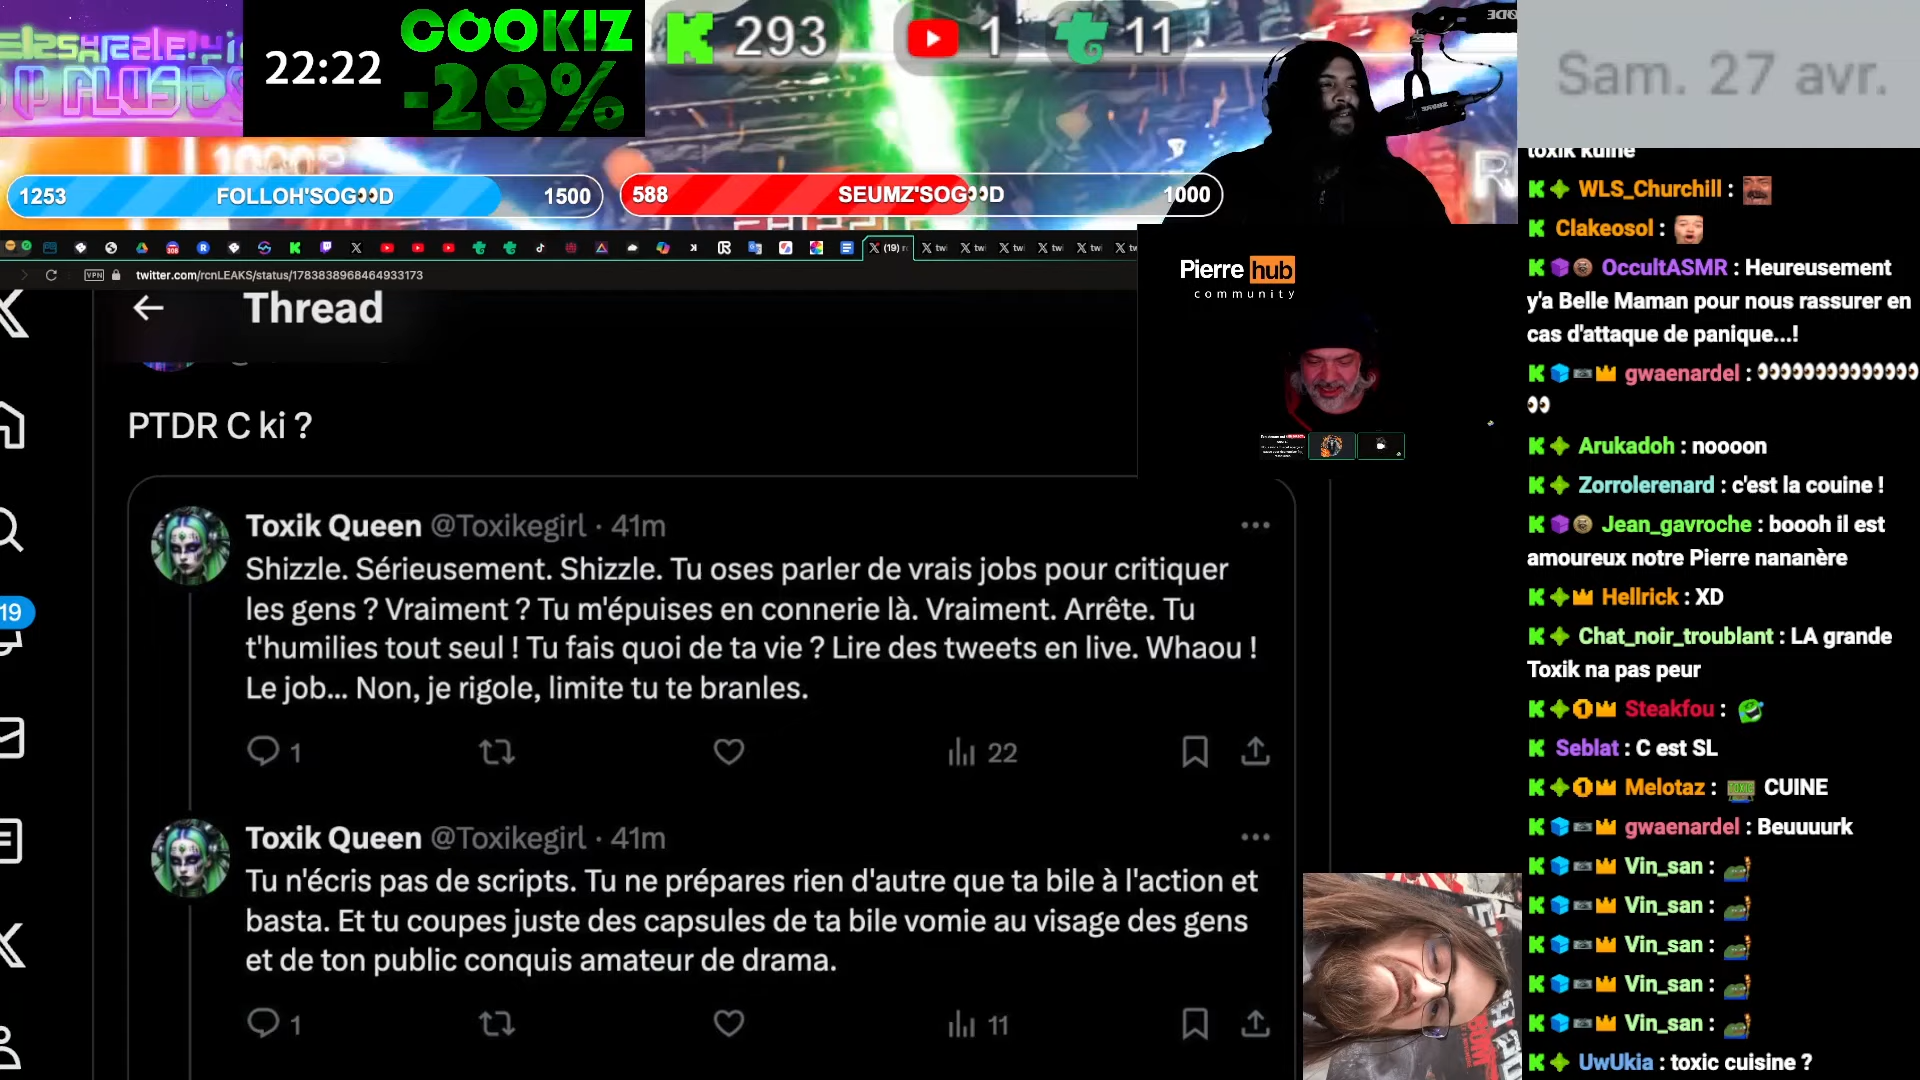 22:22
COOKIZ
-20%
293
1
11
Sam. 27 avr.
1253
FOLLOH'SOG👀D
1500
588
SEUMZ'SOG👀D
1000
(19)
twitter.com/rcnLEAKS/status/1783838968464933173
VPN
Pierre hub
community
Thread
PTDR C ki ?
Toxik Queen @Toxikegirl · 41m
Shizzle. Sérieusement. Shizzle. Tu oses parler de vrais jobs pour critiquer
les gens ? Vraiment ? Tu m'épuises en connerie là. Vraiment. Arrête. Tu
t'humilies tout seul ! Tu fais quoi de ta vie ? Lire des tweets en live. Whaou !
Le job... Non, je rigole, limite tu te branles.
1
22
Toxik Queen @Toxikegirl · 41m
Tu n'écris pas de scripts. Tu ne prépares rien d'autre que ta bile à l'action et
basta. Et tu coupes juste des capsules de ta bile vomie au visage des gens
et de ton public conquis amateur de drama.
1
11
19
toxik kuine
WLS_Churchill :
Clakeosol :
OccultASMR : Heureusement
y'a Belle Maman pour nous rassurer en
cas d'attaque de panique...!
gwaenardel : 👀👀👀👀👀👀👀
👀
Arukadoh : noooon
Zorrolerenard : c'est la couine !
Jean_gavroche : boooh il est
amoureux notre Pierre nananère
Hellrick : XD
Chat_noir_troublant : LA grande
Toxik na pas peur
Steakfou :
Seblat : C est SL
Melotaz : CUINE
gwaenardel : Beuuuurk
Vin_san :
Vin_san :
Vin_san :
Vin_san :
Vin_san :
UwUkia : toxic cuisine ?